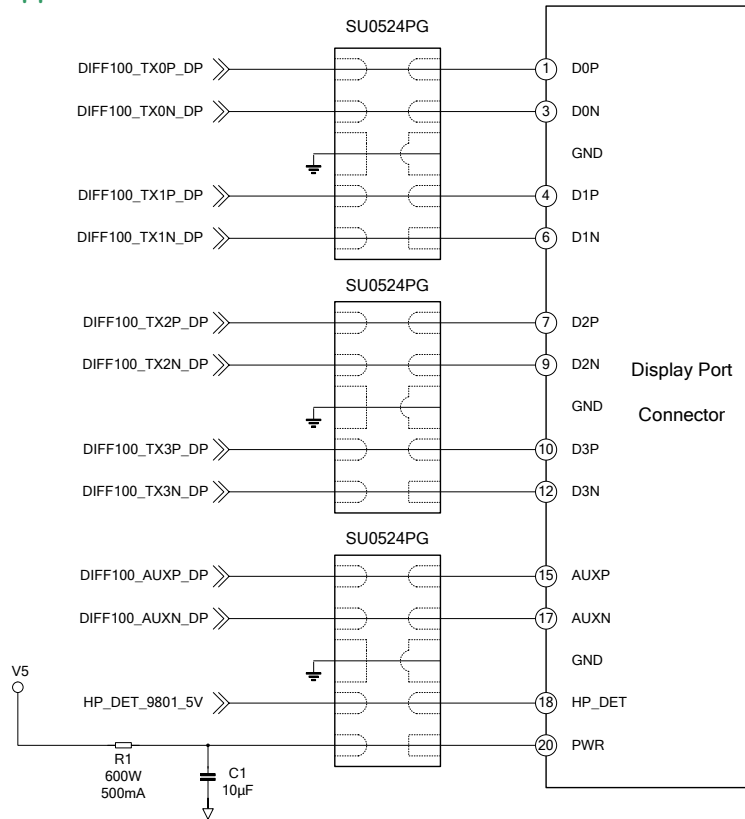 SU0524PG
DIFF100_TX0P_DP 1 D0P
DIFF100_TX0N_DP 3 D0N
GND
DIFF100_TX1P_DP 4 D1P
DIFF100_TX1N_DP 6 D1N
SU0524PG
DIFF100_TX2P_DP 7 D2P
DIFF100_TX2N_DP 9 D2N
Display Port
GND
Connector
DIFF100_TX3P_DP 10 D3P
DIFF100_TX3N_DP 12 D3N
SU0524PG
DIFF100_AUXP_DP 15 AUXP
DIFF100_AUXN_DP 17 AUXN
GND
V5
HP_DET_9801_5V 18 HP_DET
20 PWR
R1
600W
500mA
C1
10µF